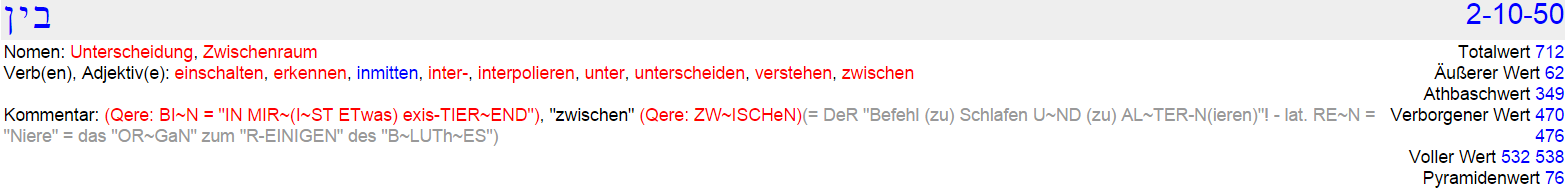 בין 2-10-50
Nomen: Unterscheidung, Zwischenraum Totalwert 712
Verb(en), Adjektiv(e): einschalten, erkennen, inmitten, inter-, interpolieren, unter, unterscheiden, verstehen, zwischen Äußerer Wert 62
Athbaschwert 349
Kommentar: (Qere: BI~N = "IN MIR~(I~ST ETwas) exis-TIER~END"), "zwischen" (Qere: ZW~ISCHeN)(= DeR "Befehl (zu) Schlafen U~ND (zu) AL~TER-N(ieren)"! - lat. RE~N = Verborgener Wert 470
"Niere" = das "OR~GaN" zum "R-EINIGEN" des "B~LUTh~ES") 476
Voller Wert 532 538
Pyramidenwert 76